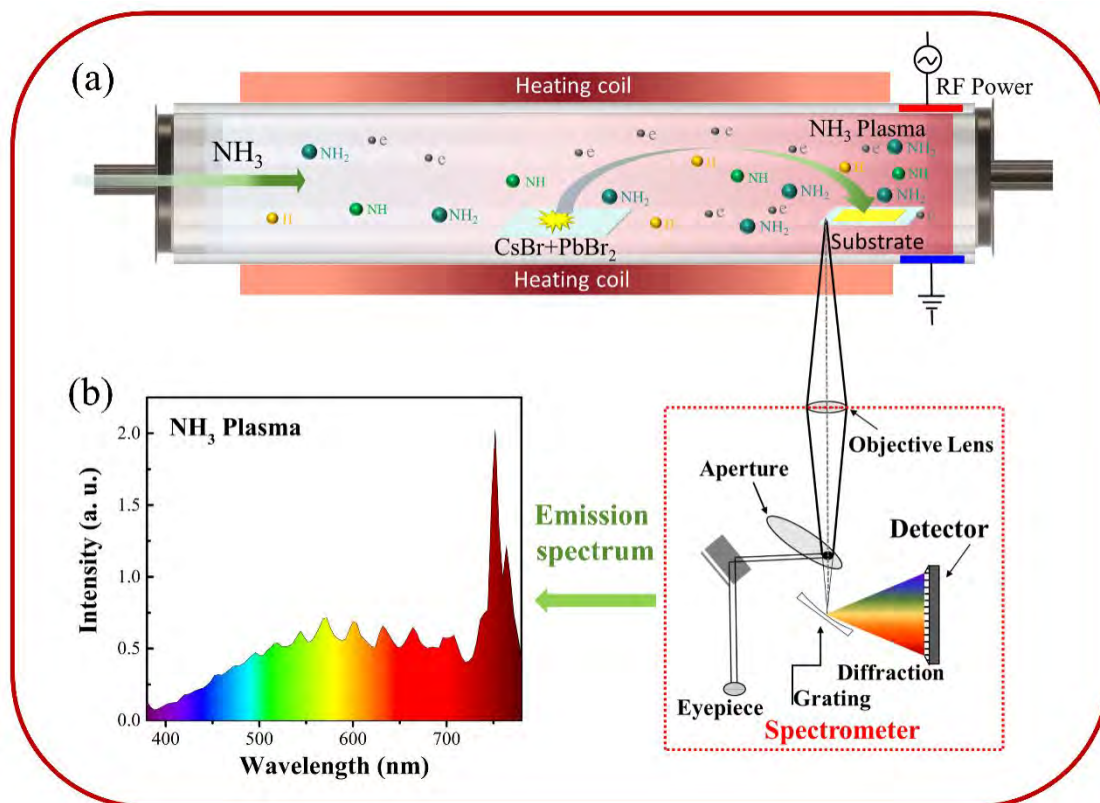 (a)
Heating coil
RF Power
NH₃
NH₂
e
e
e
e
e
e
e
NH₃ Plasma
NH₂
H
H
NH
NH
NH
NH₂
NH₂
NH₂
H
NH
NH₂
H
e
NH₂
e
e
CsBr+PbBr₂
Substrate
Heating coil
(b)
NH₃ Plasma
Intensity (a. u.)
2.0
1.5
1.0
0.5
0.0
400
500
600
700
Wavelength (nm)
Emission
spectrum
Objective Lens
Aperture
Detector
Diffraction
Grating
Eyepiece
Spectrometer